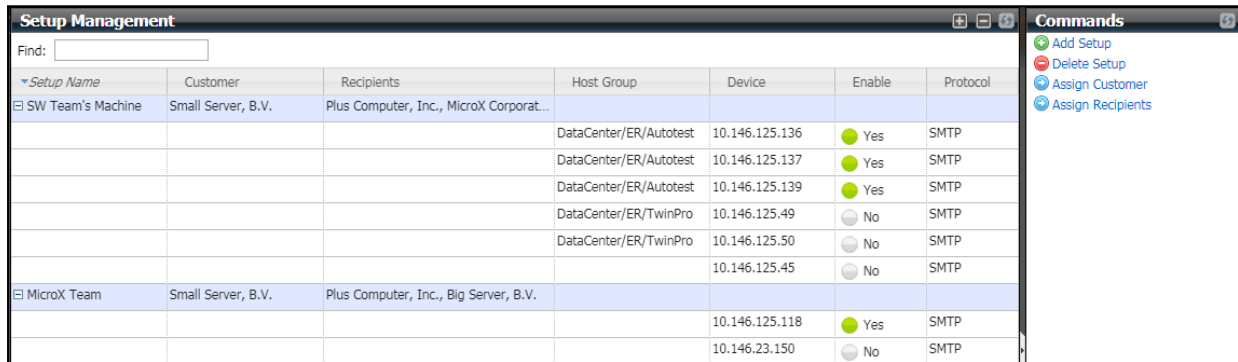 Setup Management
Find:
Setup Name Customer Recipients Host Group Device Enable Protocol
SW Team's Machine Small Server, B.V. Plus Computer, Inc., MicroX Corporat...
DataCenter/ER/Autotest 10.146.125.136 Yes SMTP
DataCenter/ER/Autotest 10.146.125.137 Yes SMTP
DataCenter/ER/Autotest 10.146.125.139 Yes SMTP
DataCenter/ER/TwinPro 10.146.125.49 No SMTP
DataCenter/ER/TwinPro 10.146.125.50 No SMTP
10.146.125.45 No SMTP
MicroX Team Small Server, B.V. Plus Computer, Inc., Big Server, B.V.
10.146.125.118 Yes SMTP
10.146.23.150 No SMTP
Commands
Add Setup
Delete Setup
Assign Customer
Assign Recipients